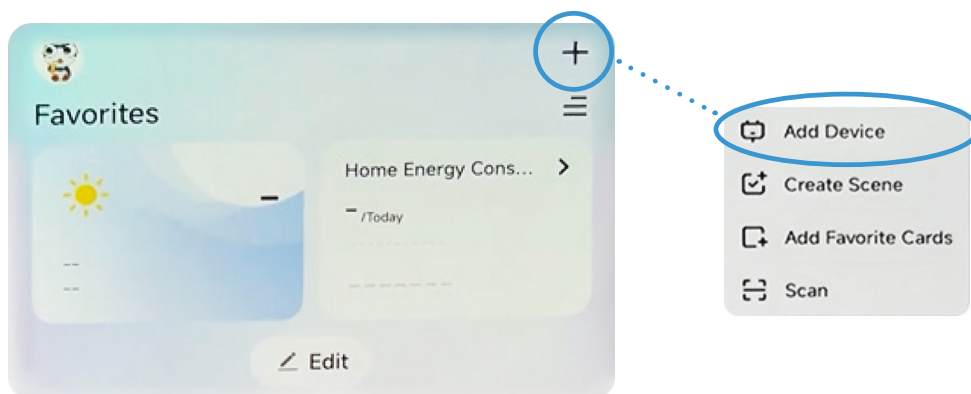 Favorites
Home Energy Cons...
- /Today
--
--
Edit
Add Device
Create Scene
Add Favorite Cards
Scan